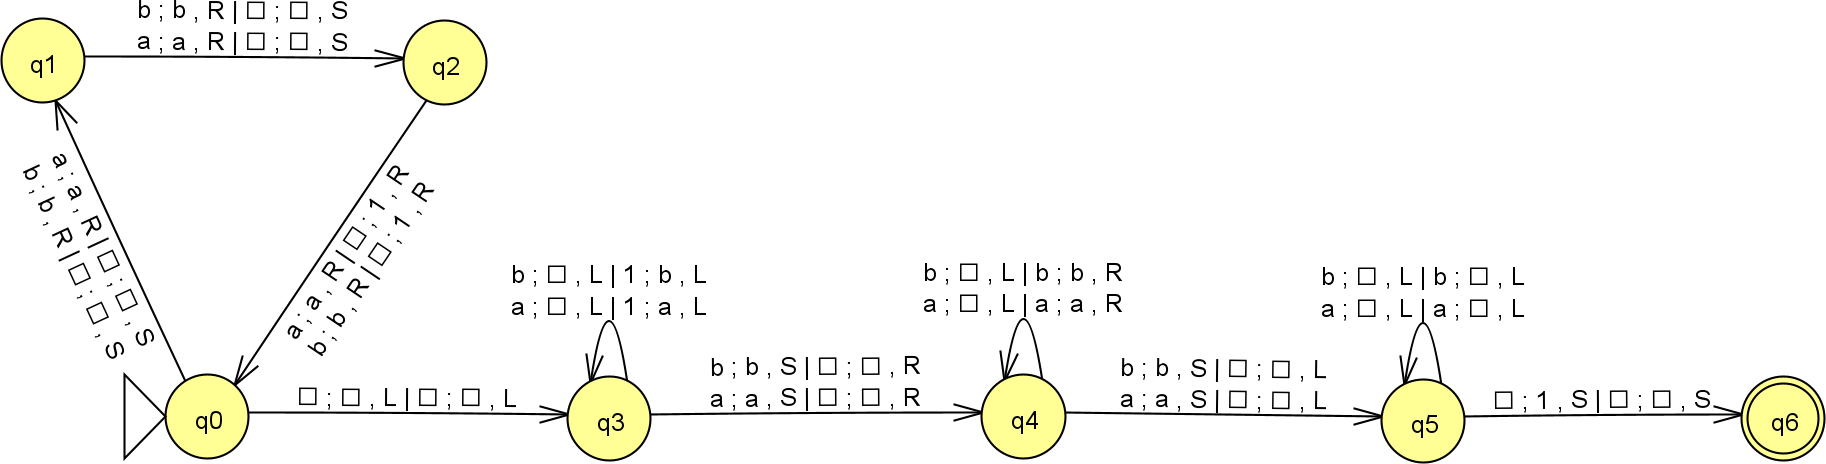 b ; b , R | □ ; □ , S
a ; a , R | □ ; □ , S
q1
q2
a ; a , R | □ ; □ , S
b ; b , R | □ ; □ , S
a ; a , R | □ ; 1 , R
b ; b , R | □ ; 1 , R
b ; □ , L | 1 ; b , L
a ; □ , L | 1 ; a , L
b ; □ , L | b ; b , R
a ; □ , L | a ; a , R
b ; □ , L | b ; □ , L
a ; □ , L | a ; □ , L
□ ; □ , L | □ ; □ , L
b ; b , S | □ ; □ , R
a ; a , S | □ ; □ , R
b ; b , S | □ ; □ , L
a ; a , S | □ ; □ , L
□ ; 1 , S | □ ; □ , S
q0
q3
q4
q5
q6